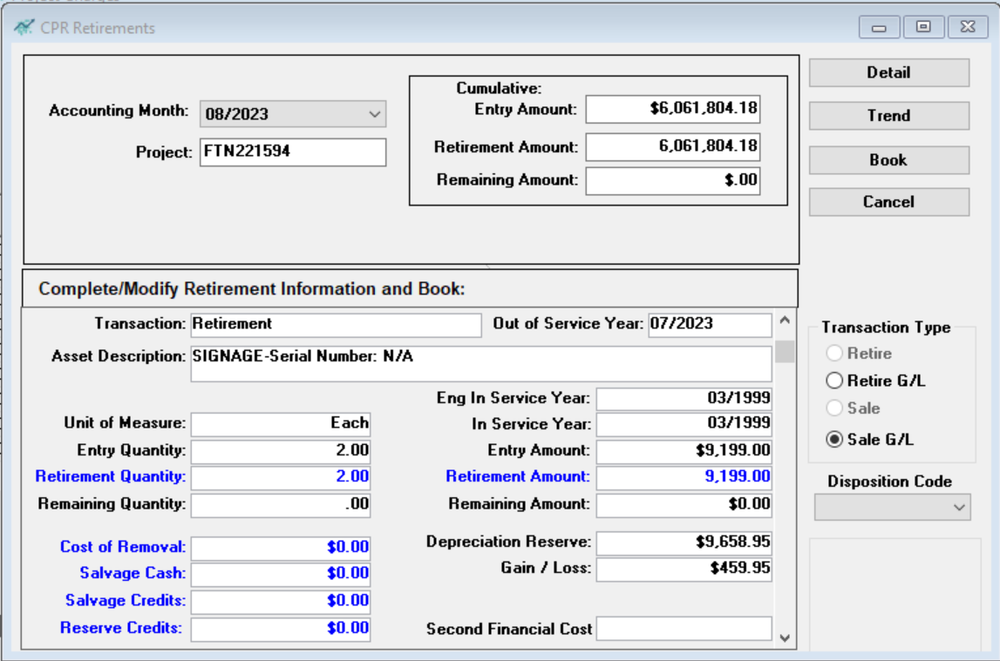 CPR Retirements
Accounting Month: 08/2023
Project: FTN221594
Cumulative:
Entry Amount: $6,061,804.18
Retirement Amount: 6,061,804.18
Remaining Amount: $.00
Detail
Trend
Book
Cancel
Complete/Modify Retirement Information and Book:
Transaction: Retirement Out of Service Year: 07/2023
Asset Description: SIGNAGE-Serial Number: N/A
Eng In Service Year: 03/1999
Unit of Measure: Each In Service Year: 03/1999
Entry Quantity: 2.00 Entry Amount: $9,199.00
Retirement Quantity: 2.00 Retirement Amount: 9,199.00
Remaining Quantity: .00 Remaining Amount: $0.00
Cost of Removal: $0.00 Depreciation Reserve: $9,658.95
Salvage Cash: $0.00 Gain / Loss: $459.95
Salvage Credits: $0.00
Reserve Credits: $0.00 Second Financial Cost
Transaction Type
Retire
Retire G/L
Sale
Sale G/L
Disposition Code